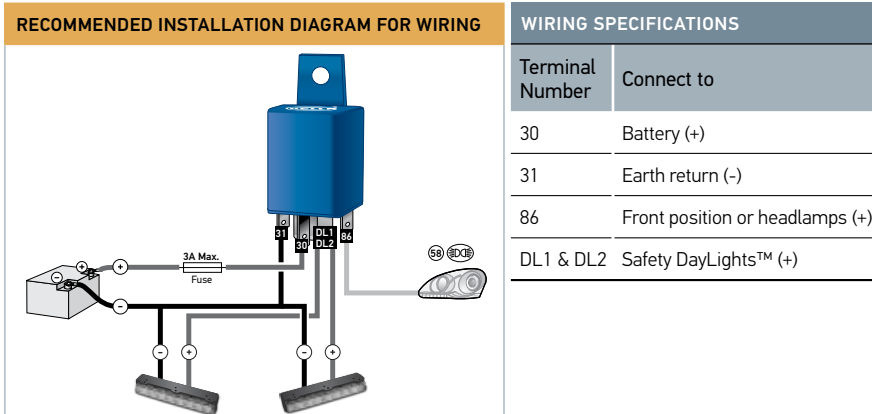 RECOMMENDED INSTALLATION DIAGRAM FOR WIRING
31
30
DL1
DL2
86
3A Max.
Fuse
58
+
+
-
-
-
+
-
+
WIRING SPECIFICATIONS
Terminal
Number
Connect to
30 Battery (+)
31 Earth return (-)
86 Front position or headlamps (+)
DL1 & DL2 Safety DayLights™ (+)